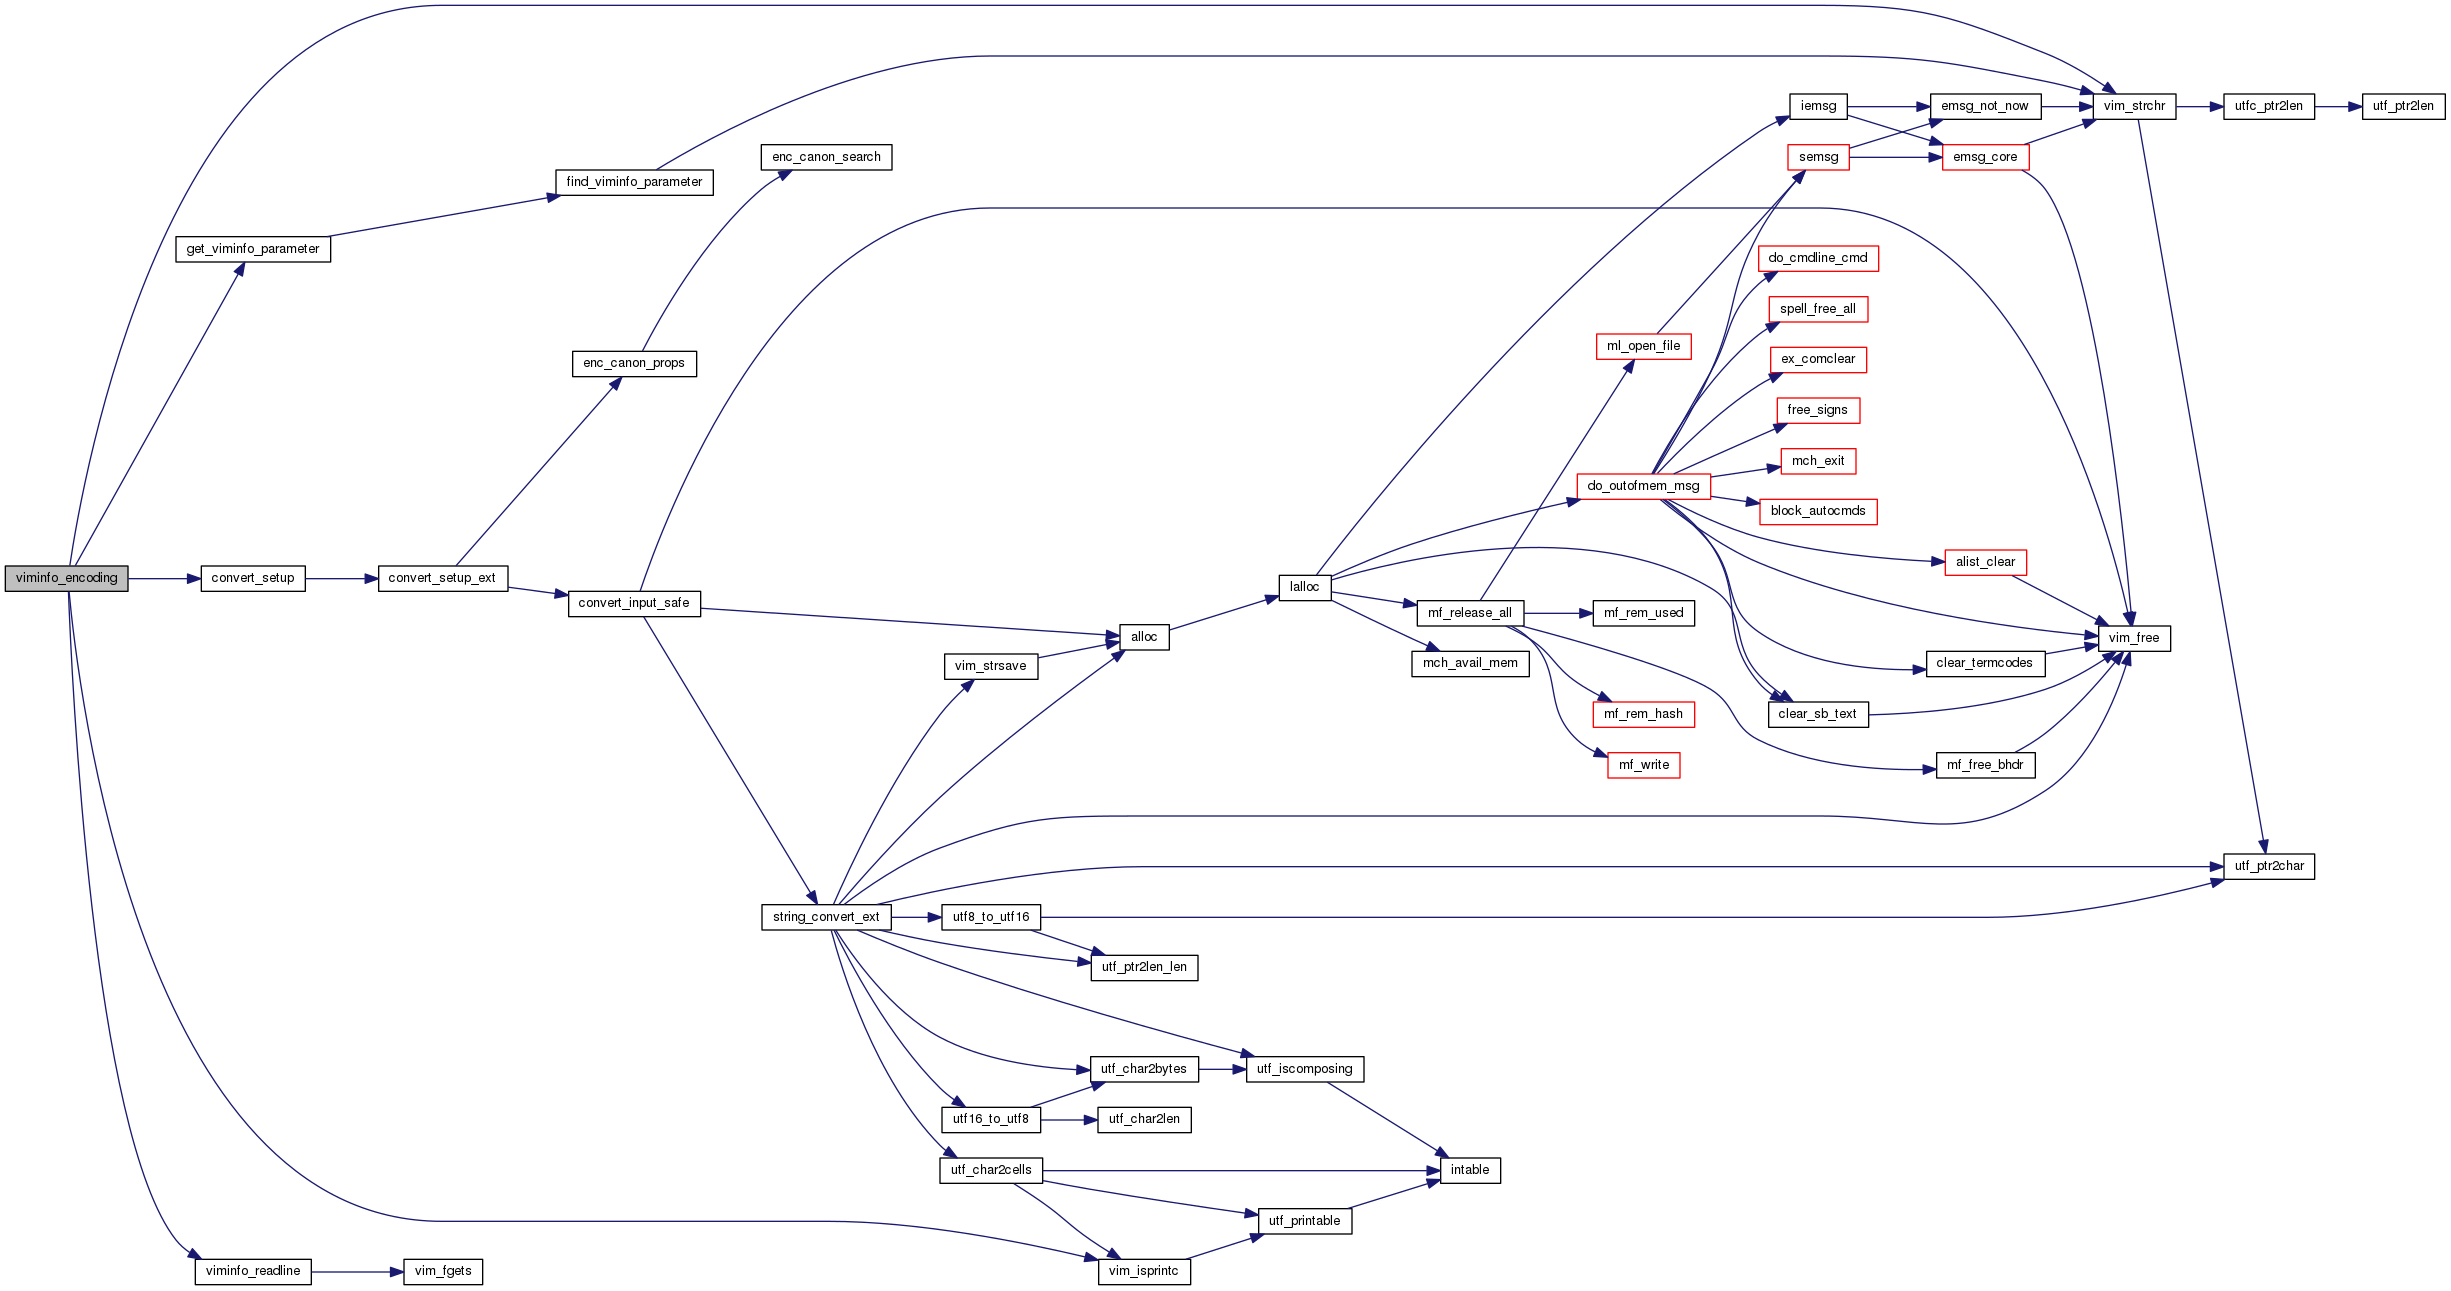 viminfo_encoding
get_viminfo_parameter
convert_setup
viminfo_readline
convert_setup_ext
vim_fgets
find_viminfo_parameter
enc_canon_props
convert_input_safe
enc_canon_search
string_convert_ext
vim_strsave
utf8_to_utf16
utf16_to_utf8
utf_char2cells
alloc
utf_ptr2len_len
utf_char2bytes
utf_char2len
vim_isprintc
lalloc
utf_iscomposing
utf_printable
mf_release_all
mch_avail_mem
intable
ml_open_file
do_outofmem_msg
mf_rem_used
mf_rem_hash
mf_write
iemsg
semsg
do_cmdline_cmd
spell_free_all
ex_comclear
free_signs
mch_exit
block_autocmds
clear_sb_text
emsg_not_now
emsg_core
alist_clear
clear_termcodes
mf_free_bhdr
vim_strchr
vim_free
utfc_ptr2len
utf_ptr2char
utf_ptr2len